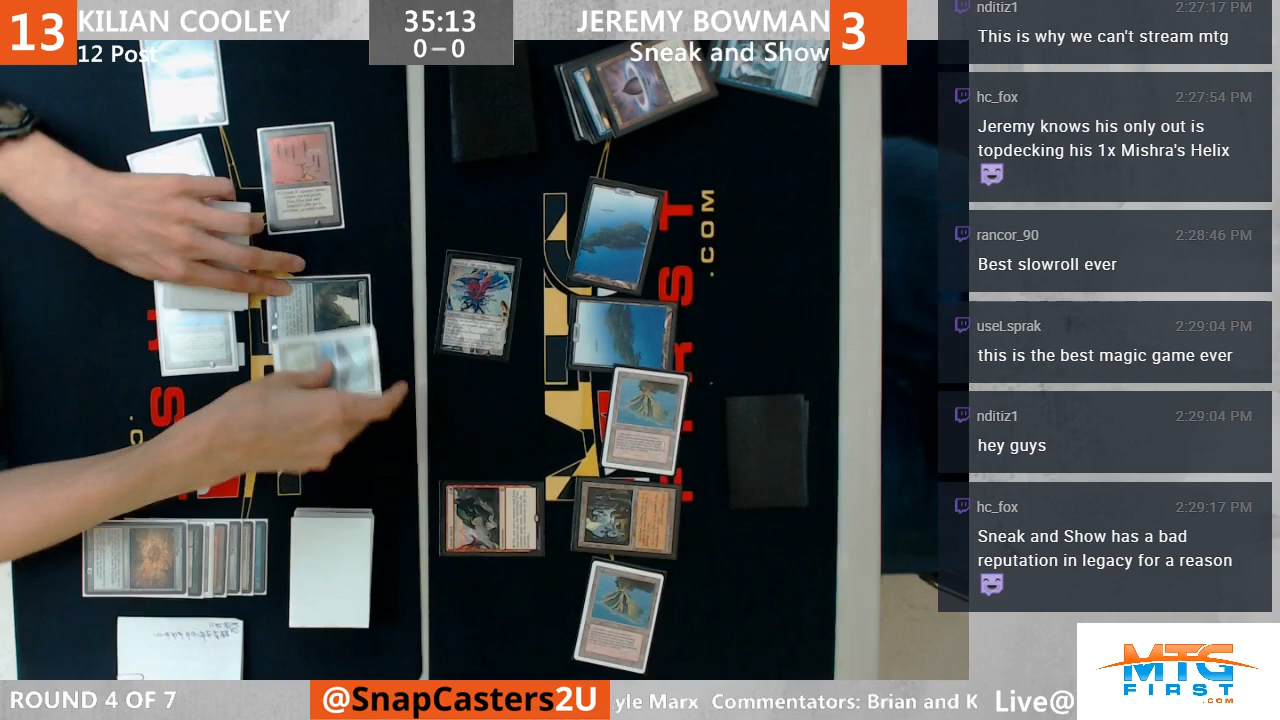 13
KILIAN COOLEY
12 Post
35:13
0-0
JEREMY BOWMAN
Sneak and Show
3
nditiz1
2:27:17 PM
This is why we can't stream mtg
hc_fox
2:27:54 PM
Jeremy knows his only out is
topdecking his 1x Mishra's Helix
rancor_90
2:28:46 PM
Best slowroll ever
useLsprak
2:29:04 PM
this is the best magic game ever
nditiz1
2:29:04 PM
hey guys
hc_fox
2:29:17 PM
Sneak and Show has a bad
reputation in legacy for a reason
.COM
ROUND 4 OF 7
@SnapCasters2U
yle Marx Commentators: Brian and K
Live@
MTG
FIRST
.COM